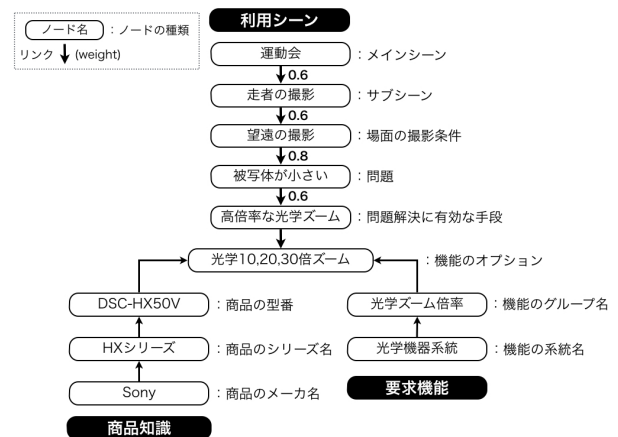 利用シーン
ノード名 ：ノードの種類
リンク (weight)
運動会 ：メインシーン
0.6
走者の撮影 ：サブシーン
0.6
望遠の撮影 ：場面の撮影条件
0.8
被写体が小さい ：問題
0.6
高倍率な光学ズーム ：問題解決に有効な手段
光学10,20,30倍ズーム ：機能のオプション
DSC-HX50V ：商品の型番
光学ズーム倍率 ：機能のグループ名
HXシリーズ ：商品のシリーズ名
光学機器系統 ：機能の系統名
Sony ：商品のメーカ名
要求機能
商品知識